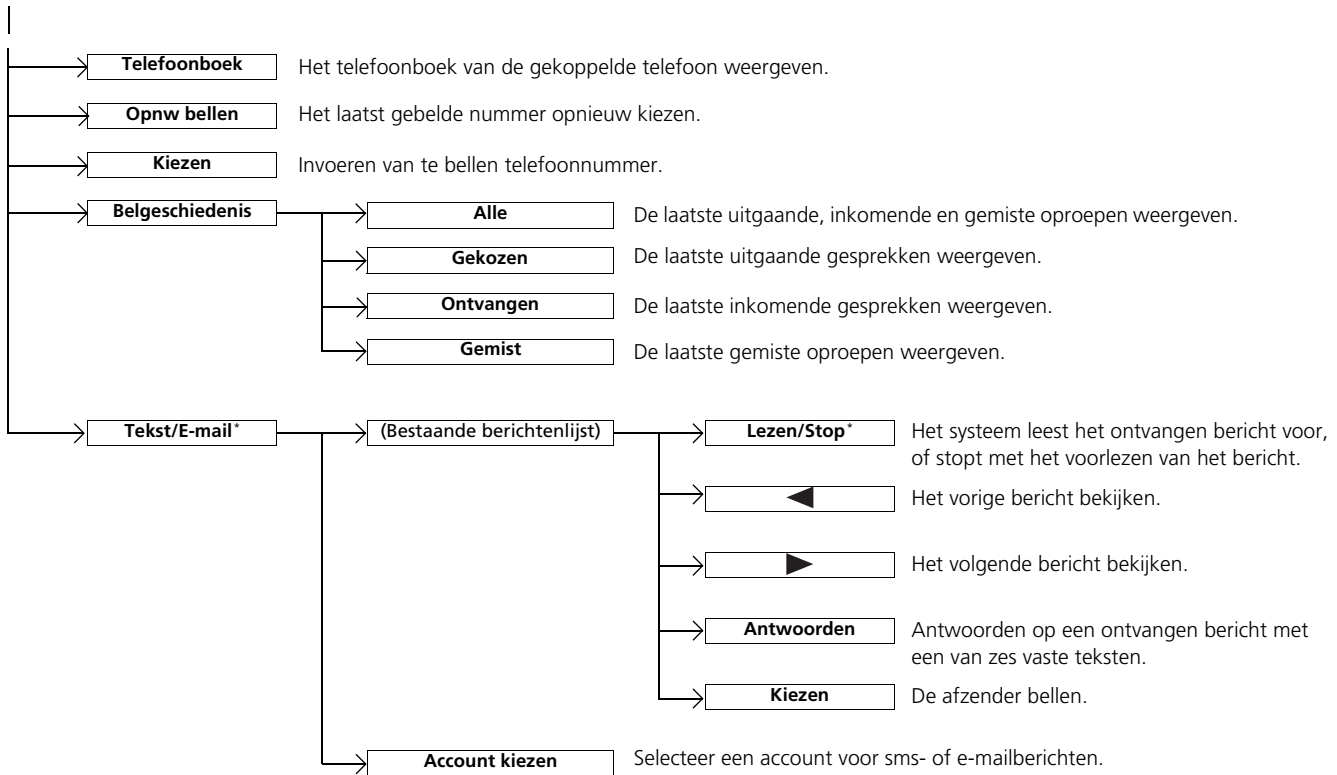 Telefoonboek Het telefoonboek van de gekoppelde telefoon weergeven.
Opnw bellen Het laatst gebelde nummer opnieuw kiezen.
Kiezen Invoeren van te bellen telefoonnummer.
Belgeschiedenis Alle De laatste uitgaande, inkomende en gemiste oproepen weergeven.
Gekozen De laatste uitgaande gesprekken weergeven.
Ontvangen De laatste inkomende gesprekken weergeven.
Gemist De laatste gemiste oproepen weergeven.
Tekst/E-mail* (Bestaande berichtenlijst) Lezen/Stop* Het systeem leest het ontvangen bericht voor,
of stopt met het voorlezen van het bericht.
◀ Het vorige bericht bekijken.
▶ Het volgende bericht bekijken.
Antwoorden Antwoorden op een ontvangen bericht met
een van zes vaste teksten.
Kiezen De afzender bellen.
Account kiezen Selecteer een account voor sms- of e-mailberichten.